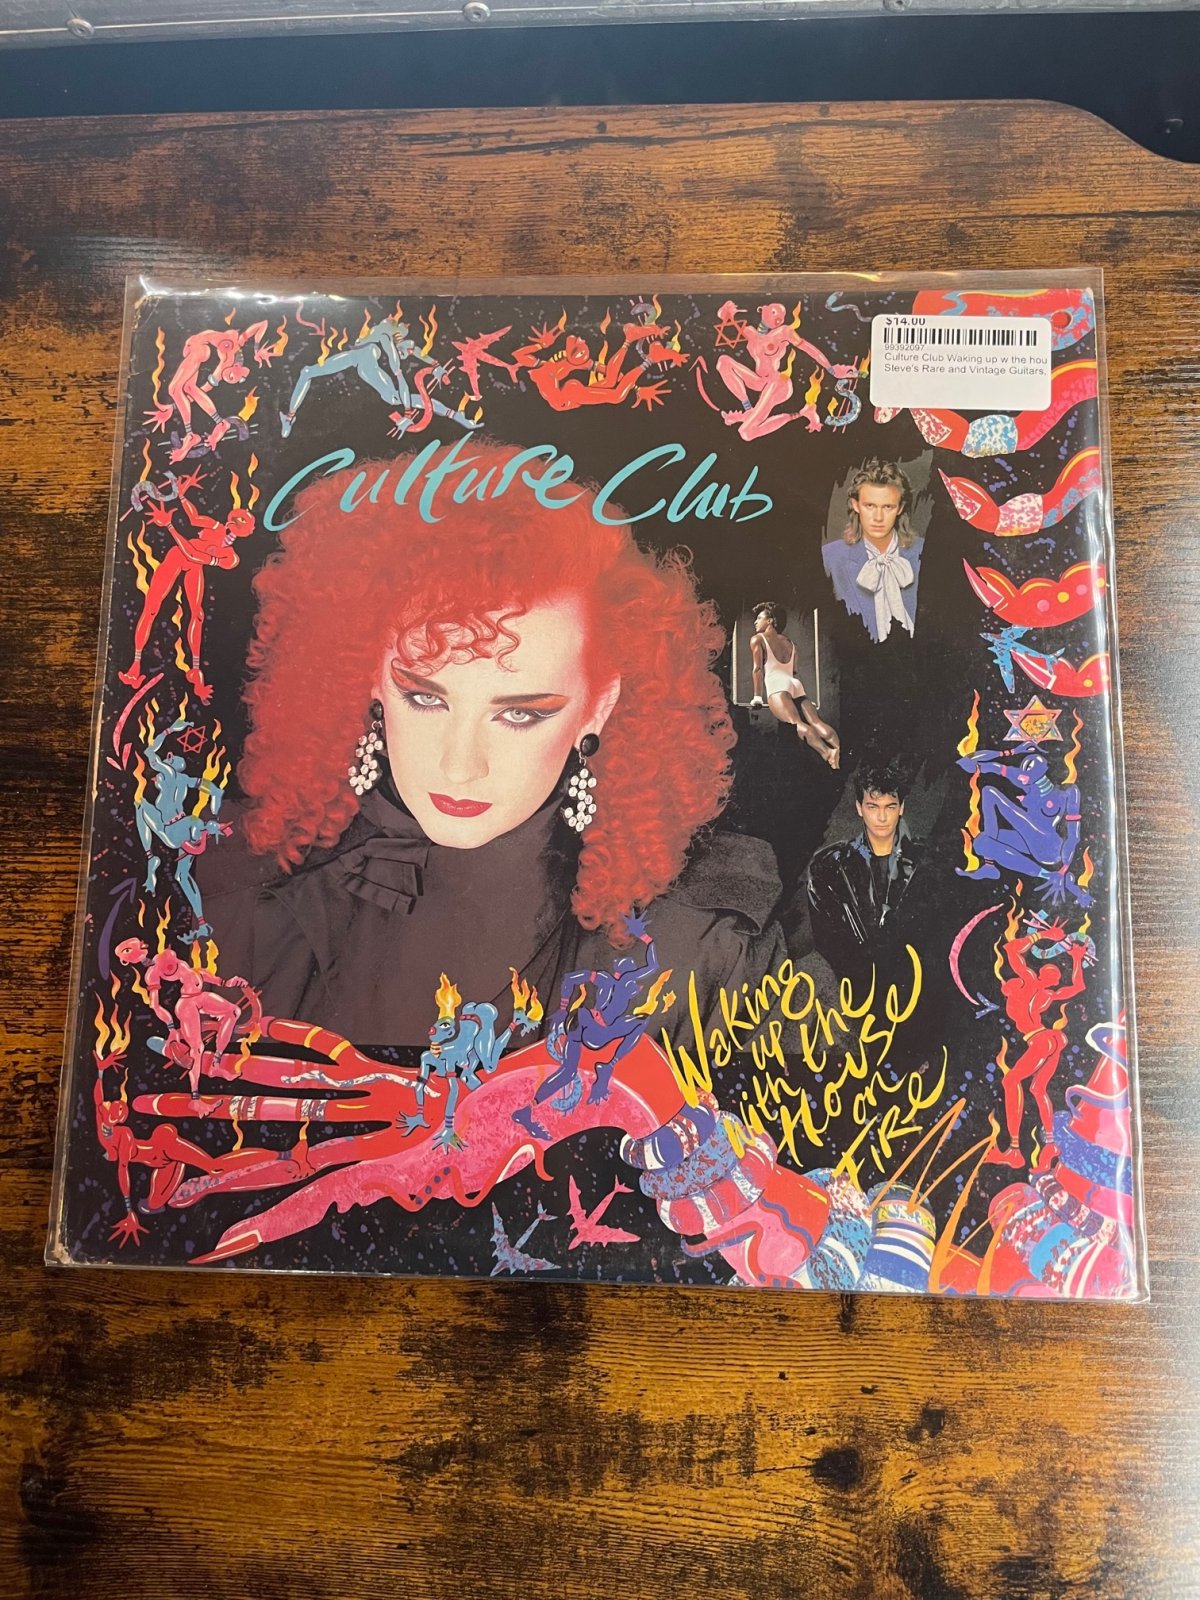 $14.00
99392097
Culture Club Waking up w the hou
Steve's Rare and Vintage Guitars,
Culture Club
Waking
up the
with the
House
on
FIRE